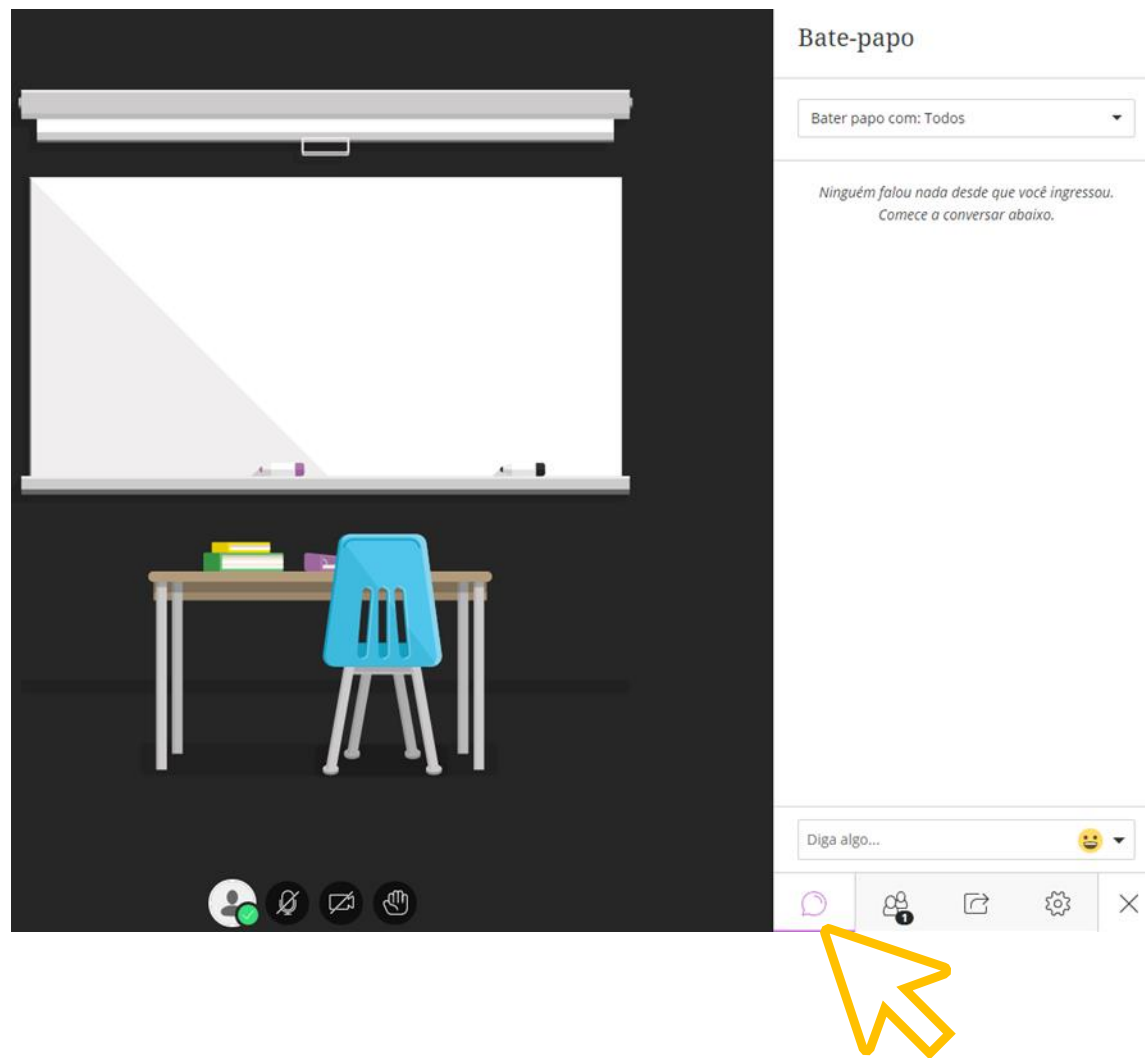 Bate-papo
Bater papo com: Todos
Ninguém falou nada desde que você ingressou.
Comece a conversar abaixo.
Diga algo...
1